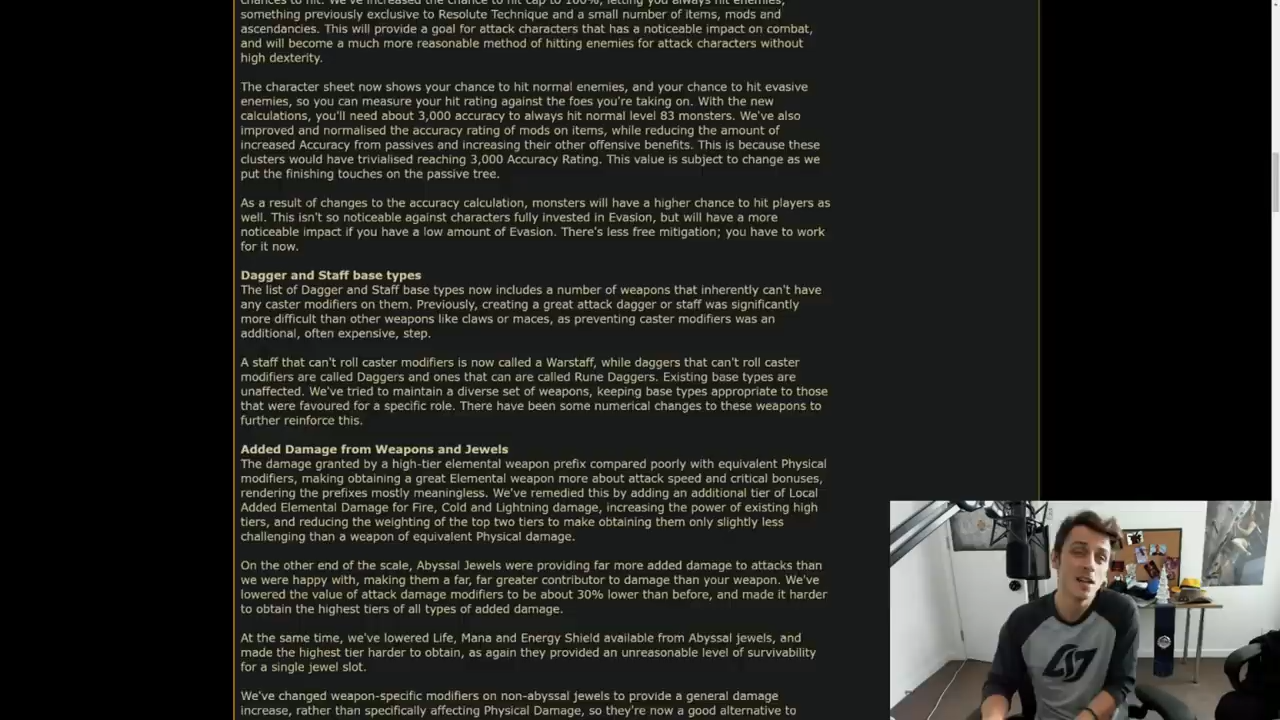 chances to hit. We've increased the chance to hit cap to 100%, letting you always hit enemies,
something previously exclusive to Resolute Technique and a small number of items, mods and
ascendancies. This will provide a goal for attack characters that has a noticeable impact on combat,
and will become a much more reasonable method of hitting enemies for attack characters without
high dexterity.
The character sheet now shows your chance to hit normal enemies, and your chance to hit evasive
enemies, so you can measure your hit rating against the foes you're taking on. With the new
calculations, you'll need about 3,000 accuracy to always hit normal level 83 monsters. We've also
improved and normalised the accuracy rating of mods on items, while reducing the amount of
increased Accuracy from passives and increasing their other offensive benefits. This is because these
clusters would have trivialised reaching 3,000 Accuracy Rating. This value is subject to change as we
put the finishing touches on the passive tree.
As a result of changes to the accuracy calculation, monsters will have a higher chance to hit players as
well. This isn't so noticeable against characters fully invested in Evasion, but will have a more
noticeable impact if you have a low amount of Evasion. There's less free mitigation; you have to work
for it now.
Dagger and Staff base types
The list of Dagger and Staff base types now includes a number of weapons that inherently can't have
any caster modifiers on them. Previously, creating a great attack dagger or staff was significantly
more difficult than other weapons like claws or maces, as preventing caster modifiers was an
additional, often expensive, step.
A staff that can't roll caster modifiers is now called a Warstaff, while daggers that can't roll caster
modifiers are called Daggers and ones that can are called Rune Daggers. Existing base types are
unaffected. We've tried to maintain a diverse set of weapons, keeping base types appropriate to those
that were favoured for a specific role. There have been some numerical changes to these weapons to
further reinforce this.
Added Damage from Weapons and Jewels
The damage granted by a high-tier elemental weapon prefix compared poorly with equivalent Physical
modifiers, making obtaining a great Elemental weapon more about attack speed and critical bonuses,
rendering the prefixes mostly meaningless. We've remedied this by adding an additional tier of Local
Added Elemental Damage for Fire, Cold and Lightning damage, increasing the power of existing high
tiers, and reducing the weighting of the top two tiers to make obtaining them only slightly less
challenging than a weapon of equivalent Physical damage.
On the other end of the scale, Abyssal Jewels were providing far more added damage to attacks than
we were happy with, making them a far, far greater contributor to damage than your weapon. We've
lowered the value of attack damage modifiers to be about 30% lower than before, and made it harder
to obtain the highest tiers of all types of added damage.
At the same time, we've lowered Life, Mana and Energy Shield available from Abyssal jewels, and
made the highest tier harder to obtain, as again they provided an unreasonable level of survivability
for a single jewel slot.
We've changed weapon-specific modifiers on non-abyssal jewels to provide a general damage
increase, rather than specifically affecting Physical Damage, so they're now a good alternative to